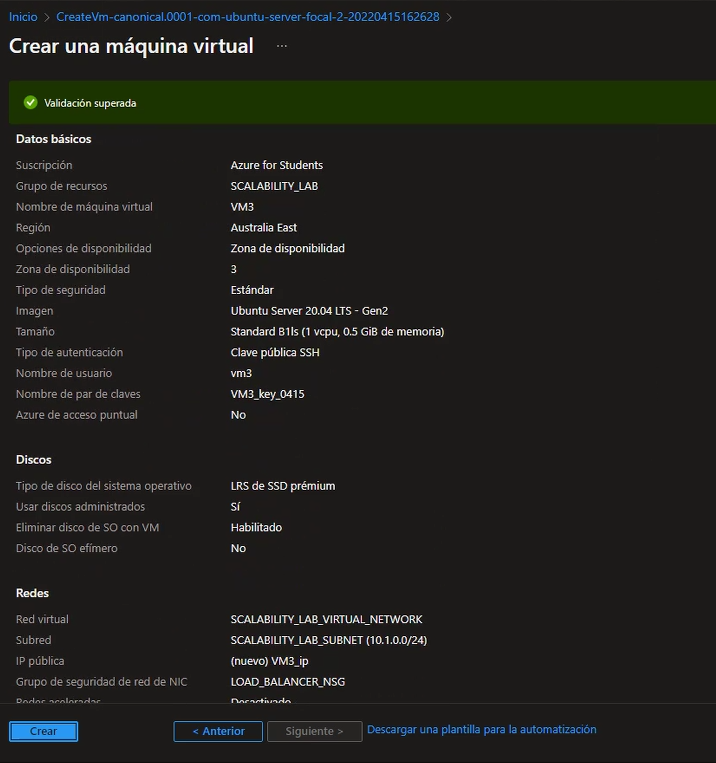 Inicio > CreateVm-canonical.0001-com-ubuntu-server-focal-2-20220415162628 >
Crear una máquina virtual ...
Validación superada
Datos básicos
Suscripción Azure for Students
Grupo de recursos SCALABILITY_LAB
Nombre de máquina virtual VM3
Región Australia East
Opciones de disponibilidad Zona de disponibilidad
Zona de disponibilidad 3
Tipo de seguridad Estándar
Imagen Ubuntu Server 20.04 LTS - Gen2
Tamaño Standard B1ls (1 vcpu, 0.5 GiB de memoria)
Tipo de autenticación Clave pública SSH
Nombre de usuario vm3
Nombre de par de claves VM3_key_0415
Azure de acceso puntual No
Discos
Tipo de disco del sistema operativo LRS de SSD prémium
Usar discos administrados Sí
Eliminar disco de SO con VM Habilitado
Disco de SO efímero No
Redes
Red virtual SCALABILITY_LAB_VIRTUAL_NETWORK
Subred SCALABILITY_LAB_SUBNET (10.1.0.0/24)
IP pública (nuevo) VM3_ip
Grupo de seguridad de red de NIC LOAD_BALANCER_NSG
Redes aceleradas Desactivado
Crear < Anterior Siguiente > Descargar una plantilla para la automatización